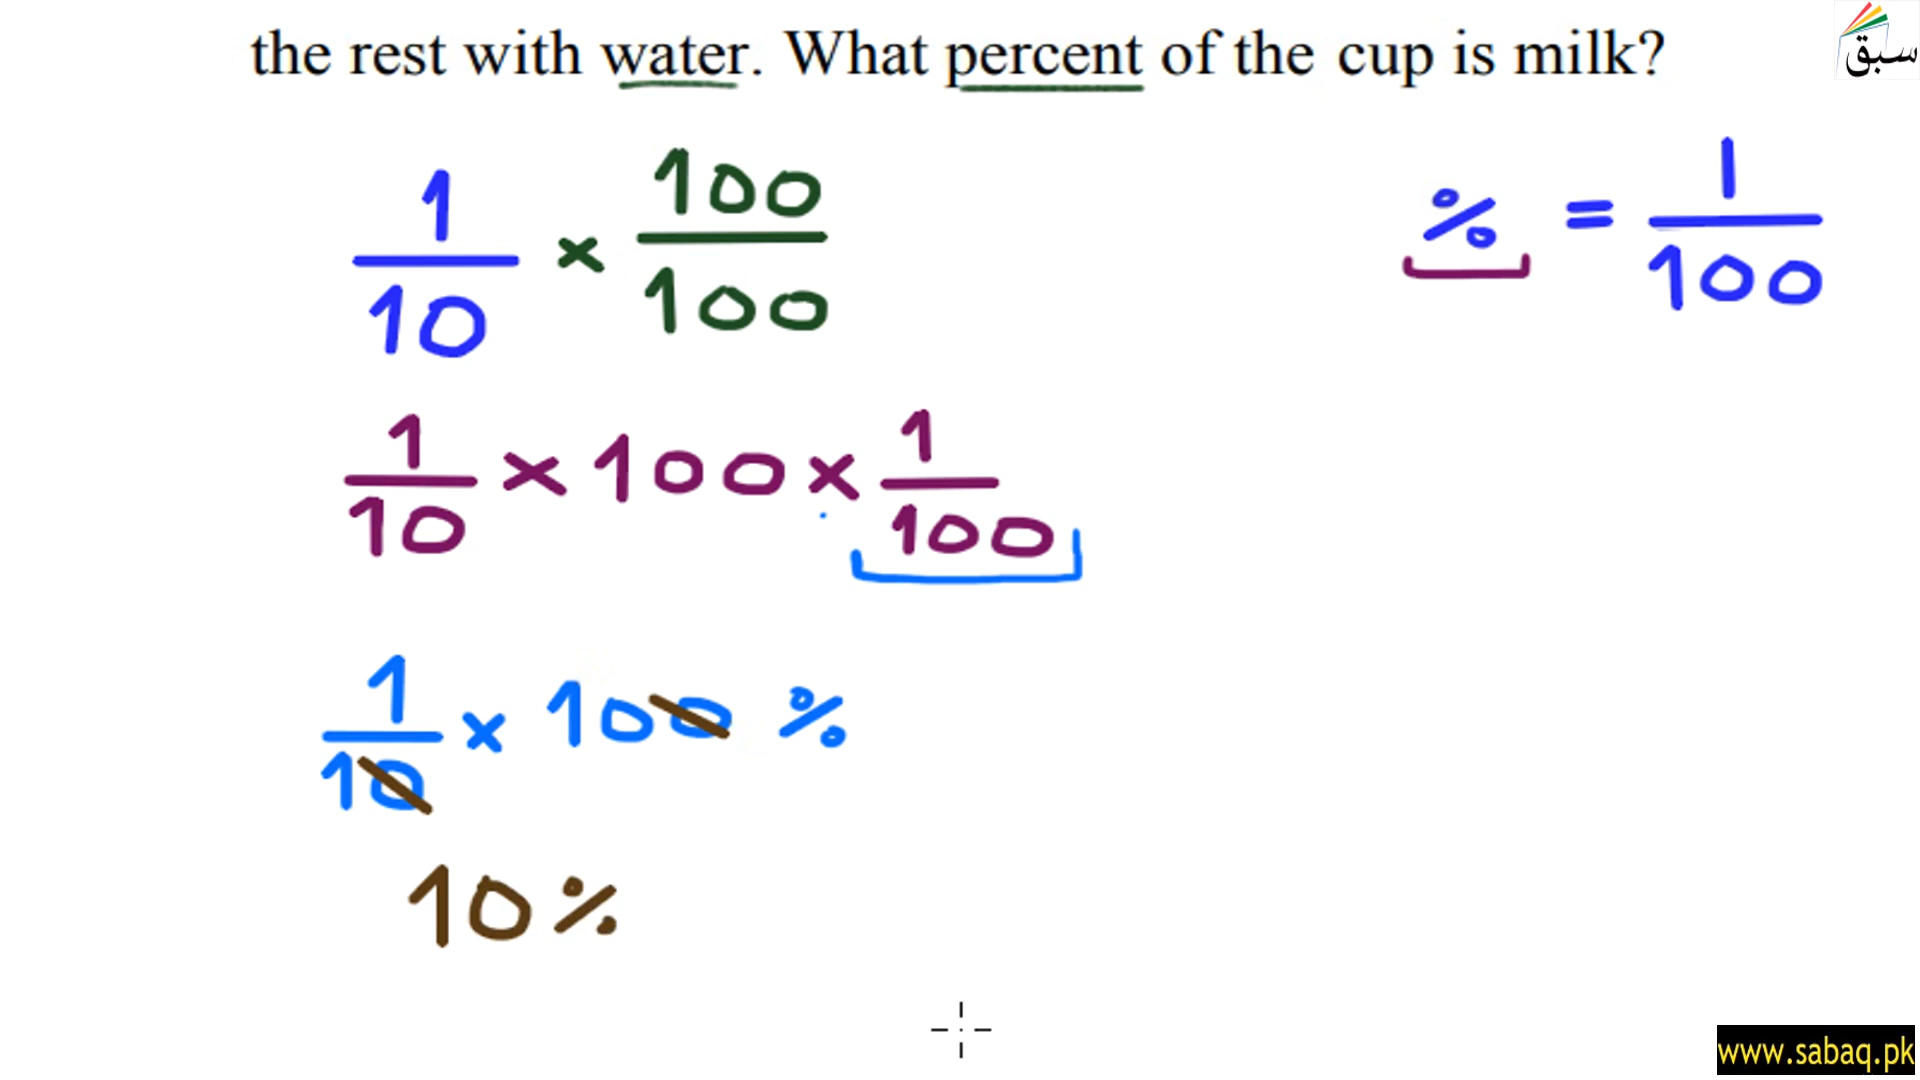 the rest with water. What percent of the cup is milk?
سبق
1/10 × 100/100
% = 1/100
1/10 × 100 × 1/100
1/10 × 100 %
10%
www.sabaq.pk